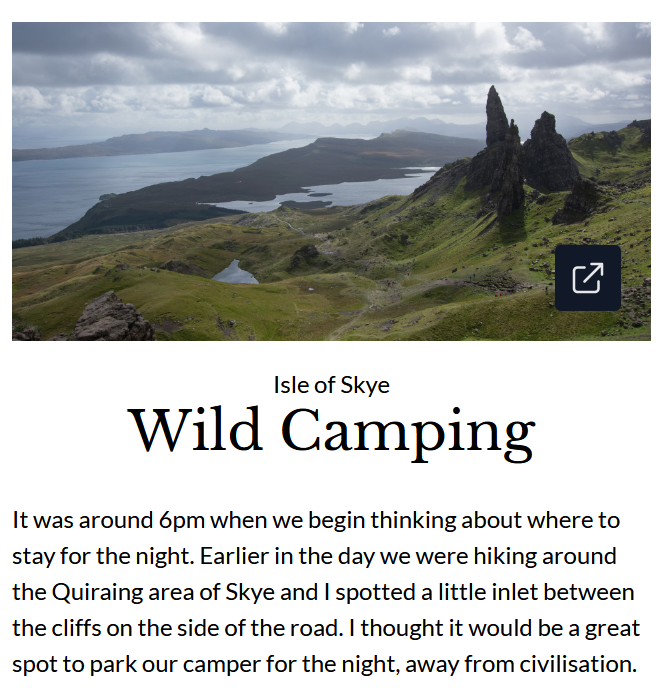 Isle of Skye
Wild Camping
It was around 6pm when we begin thinking about where to
stay for the night. Earlier in the day we were hiking around
the Quiraing area of Skye and I spotted a little inlet between
the cliffs on the side of the road. I thought it would be a great
spot to park our camper for the night, away from civilisation.